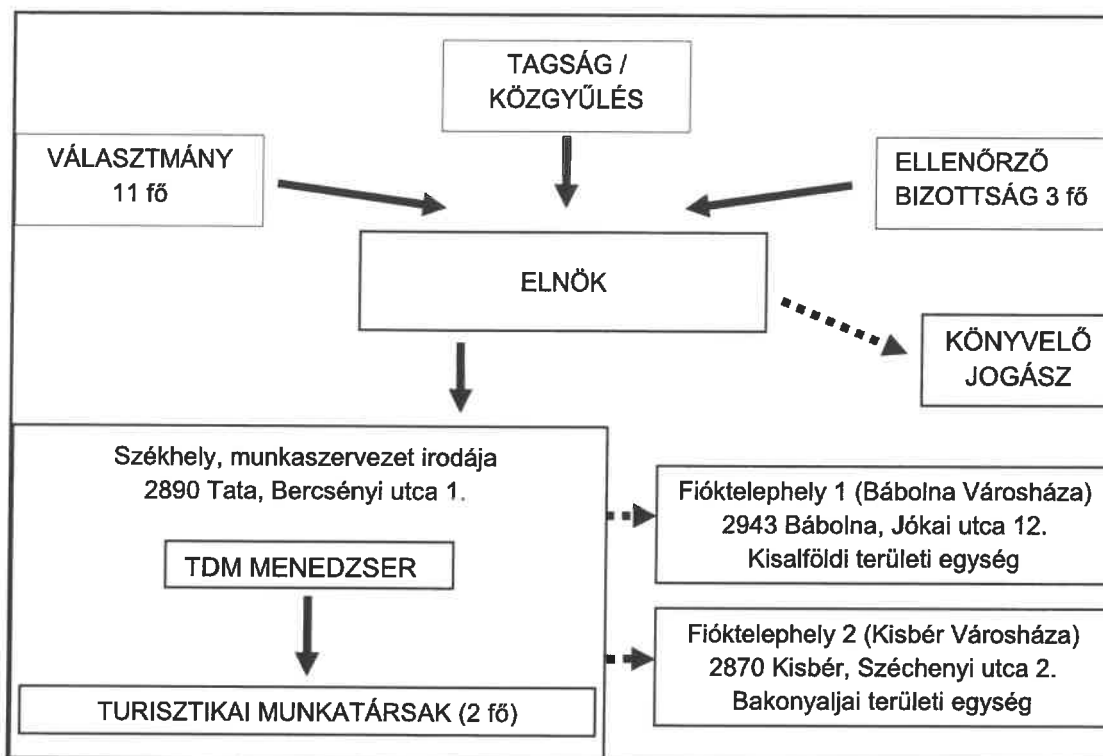 TAGSÁG /
KÖZGYŰLÉS
VÁLASZTMÁNY
11 fő
ELLENŐRZŐ
BIZOTTSÁG 3 fő
ELNÖK
KÖNYVELŐ
JOGÁSZ
Székhely, munkaszervezet irodája
2890 Tata, Bercsényi utca 1.
TDM MENEDZSER
TURISZTIKAI MUNKATÁRSAK (2 fő)
Fióktelephely 1 (Bábolna Városháza)
2943 Bábolna, Jókai utca 12.
Kisalföldi területi egység
Fióktelephely 2 (Kisbér Városháza)
2870 Kisbér, Széchenyi utca 2.
Bakonyaljai területi egység